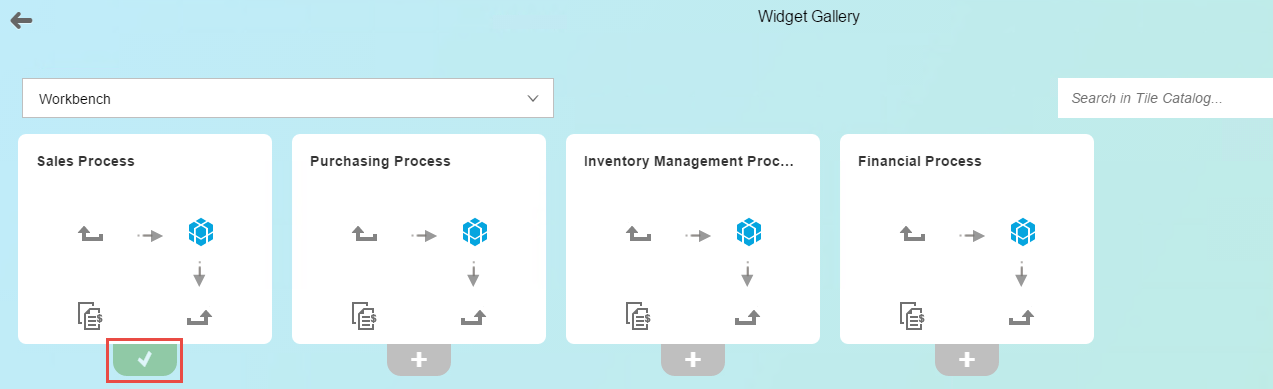 Widget Gallery
Workbench
Search in Tile Catalog...
Sales Process
Purchasing Process
Inventory Management Proc...
Financial Process